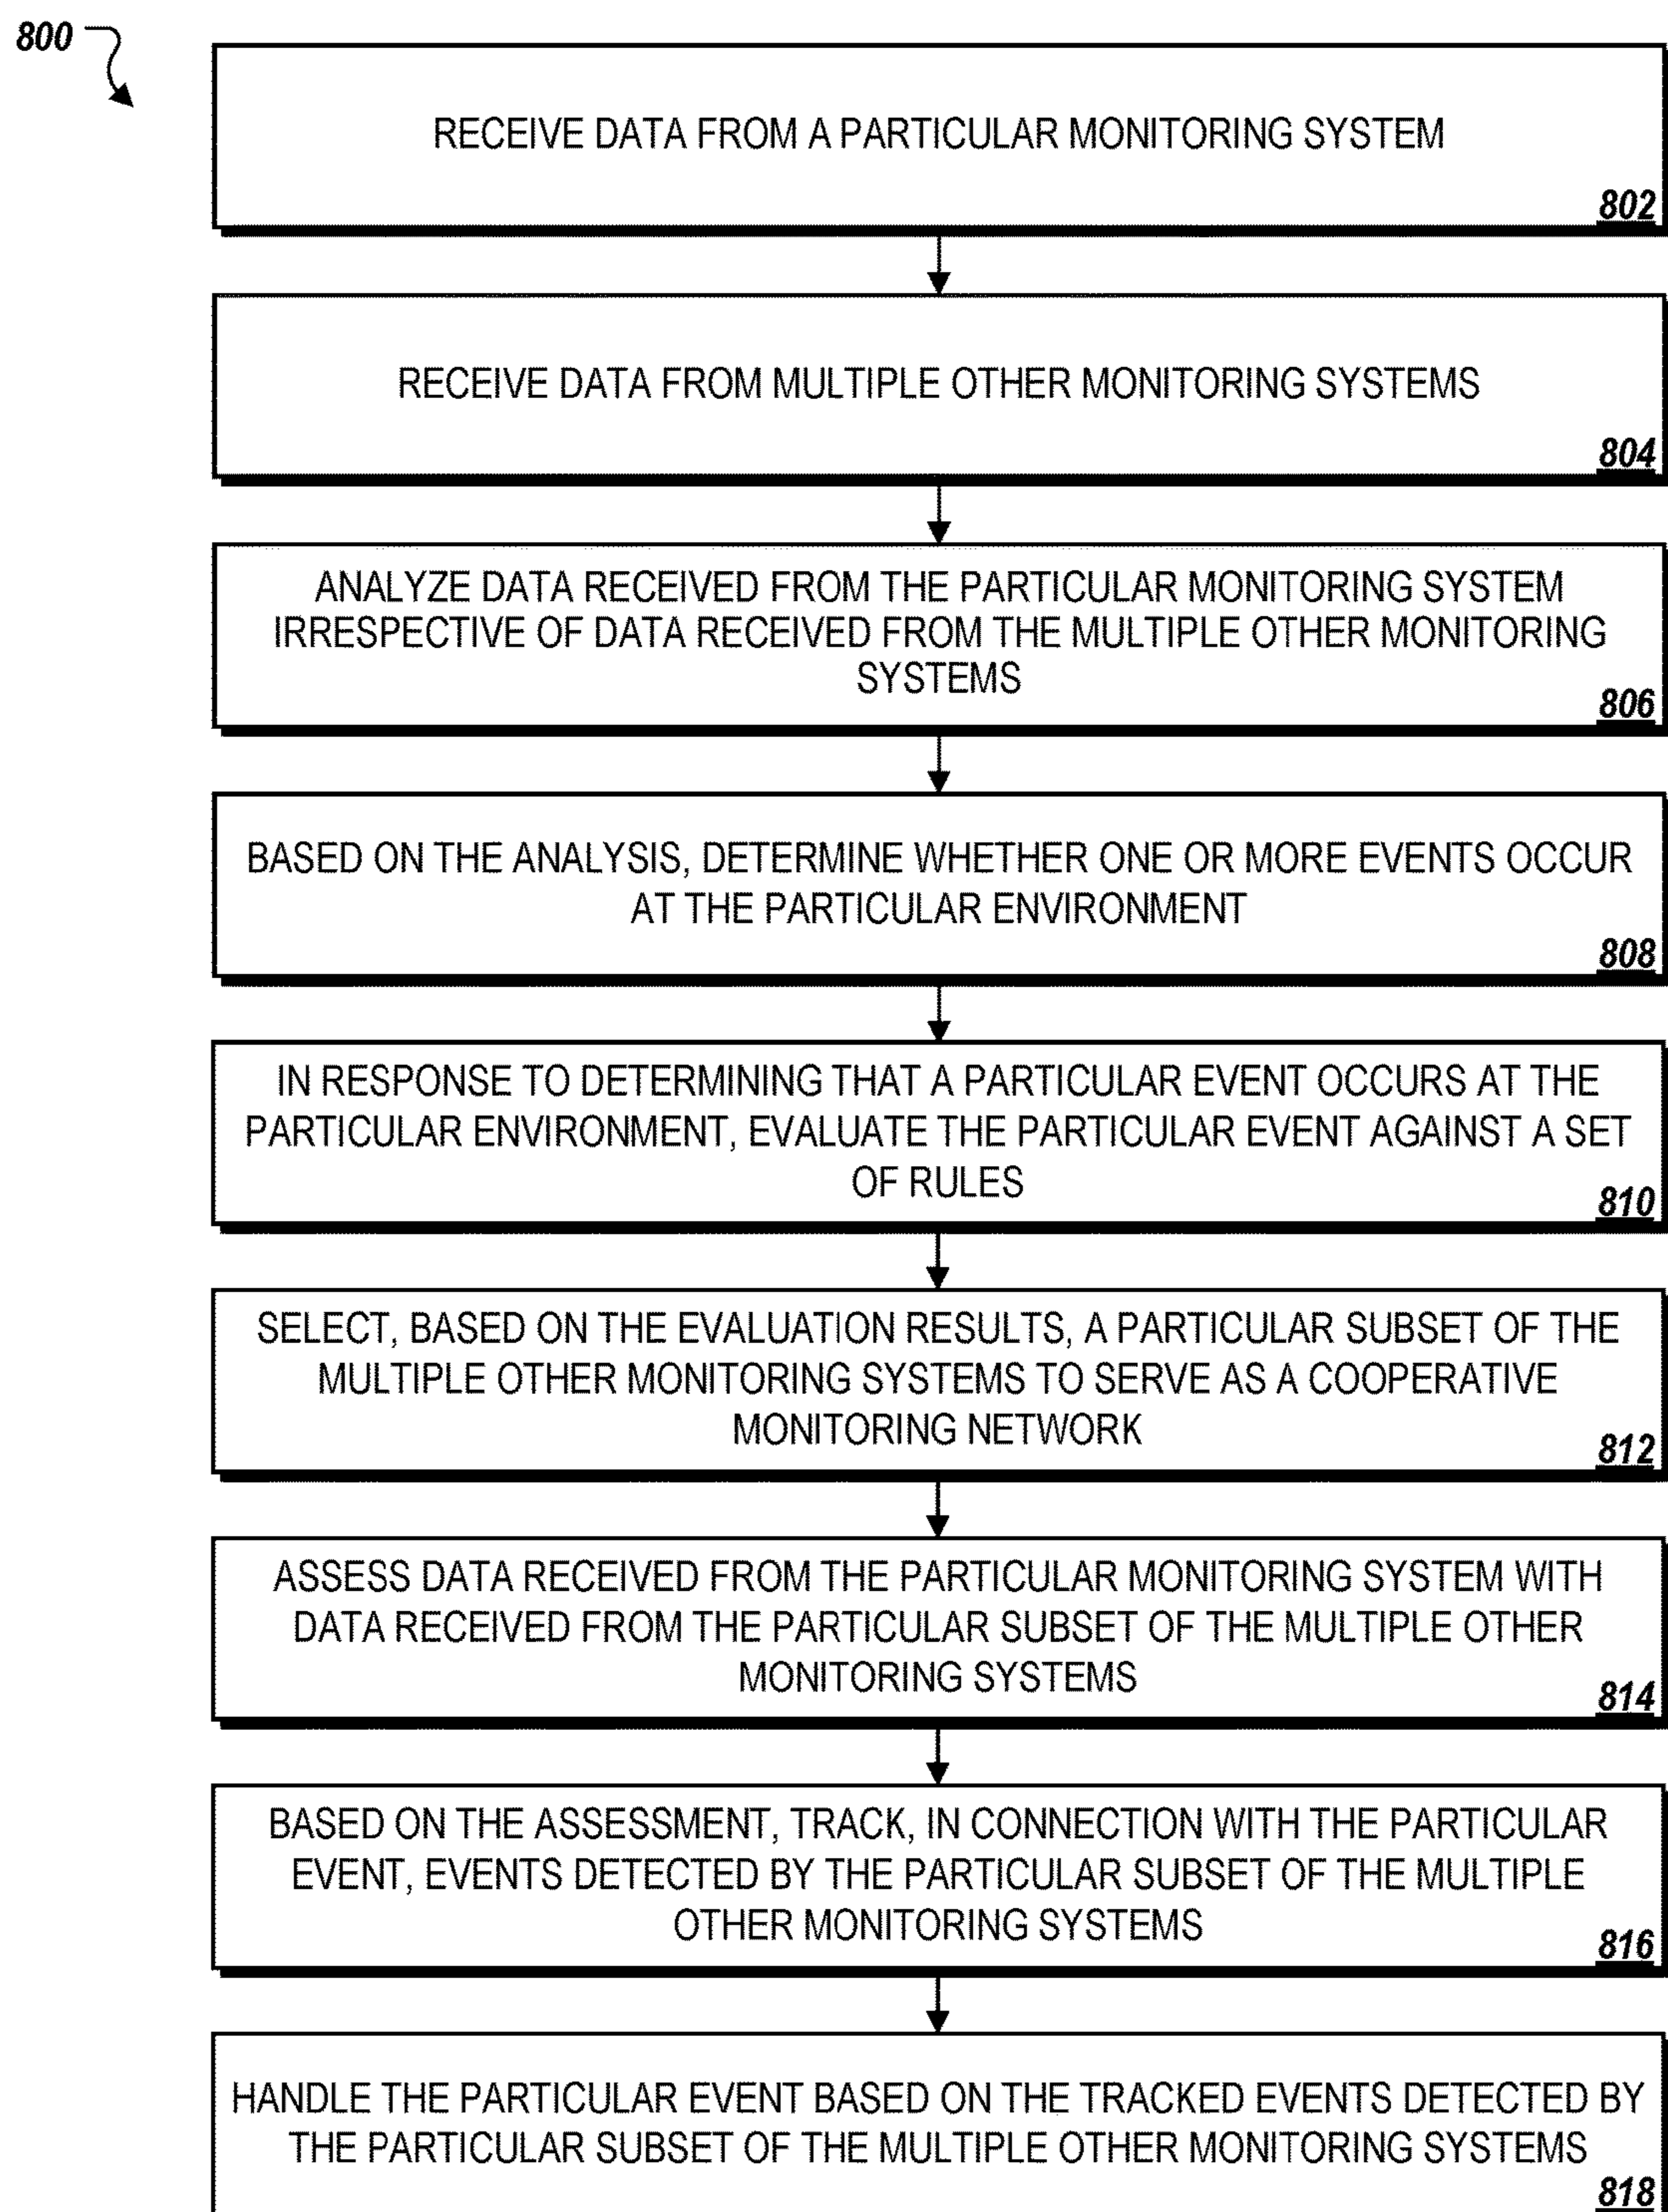 800
RECEIVE DATA FROM A PARTICULAR MONITORING SYSTEM
802
RECEIVE DATA FROM MULTIPLE OTHER MONITORING SYSTEMS
804
ANALYZE DATA RECEIVED FROM THE PARTICULAR MONITORING SYSTEM
IRRESPECTIVE OF DATA RECEIVED FROM THE MULTIPLE OTHER MONITORING
SYSTEMS
806
BASED ON THE ANALYSIS, DETERMINE WHETHER ONE OR MORE EVENTS OCCUR
AT THE PARTICULAR ENVIRONMENT
808
IN RESPONSE TO DETERMINING THAT A PARTICULAR EVENT OCCURS AT THE
PARTICULAR ENVIRONMENT, EVALUATE THE PARTICULAR EVENT AGAINST A SET
OF RULES
810
SELECT, BASED ON THE EVALUATION RESULTS, A PARTICULAR SUBSET OF THE
MULTIPLE OTHER MONITORING SYSTEMS TO SERVE AS A COOPERATIVE
MONITORING NETWORK
812
ASSESS DATA RECEIVED FROM THE PARTICULAR MONITORING SYSTEM WITH
DATA RECEIVED FROM THE PARTICULAR SUBSET OF THE MULTIPLE OTHER
MONITORING SYSTEMS
814
BASED ON THE ASSESSMENT, TRACK, IN CONNECTION WITH THE PARTICULAR
EVENT, EVENTS DETECTED BY THE PARTICULAR SUBSET OF THE MULTIPLE
OTHER MONITORING SYSTEMS
816
HANDLE THE PARTICULAR EVENT BASED ON THE TRACKED EVENTS DETECTED BY
THE PARTICULAR SUBSET OF THE MULTIPLE OTHER MONITORING SYSTEMS
818